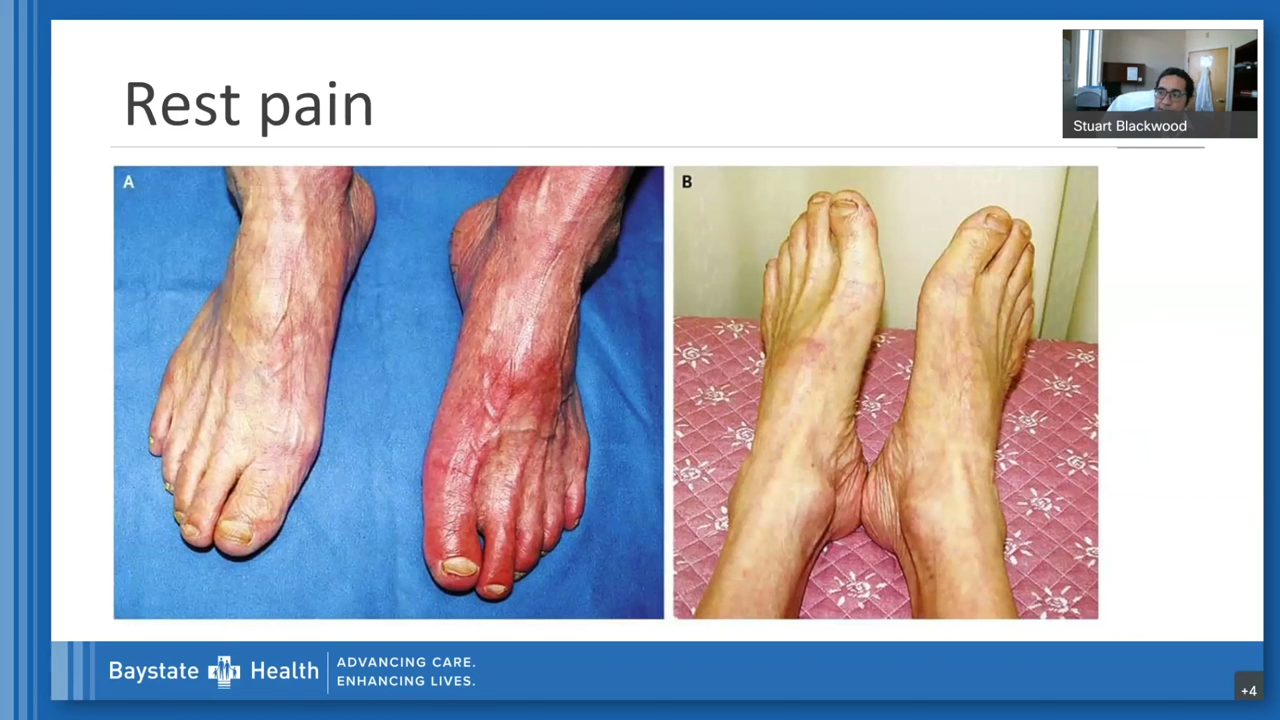 Rest pain
Stuart Blackwood
A
B
Baystate Health
ADVANCING CARE.
ENHANCING LIVES.
+4